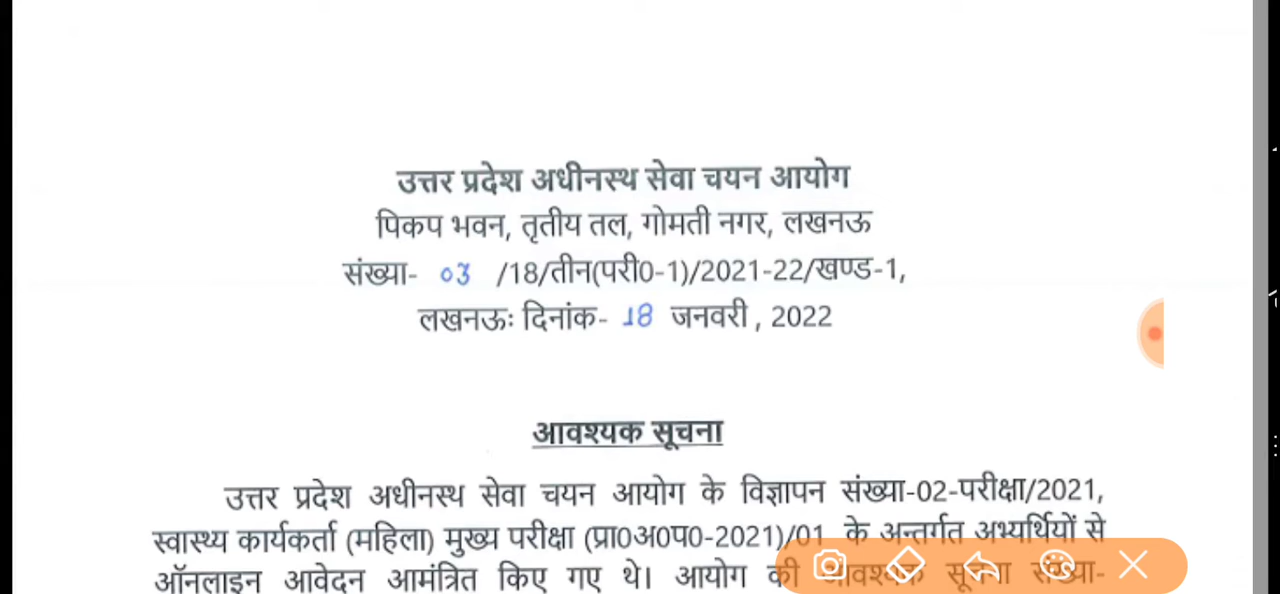 उत्तर प्रदेश अधीनस्थ सेवा चयन आयोग
पिकप भवन, तृतीय तल, गोमती नगर, लखनऊ
संख्या- 03 /18/तीन(परी0-1)/2021-22/खण्ड-1,
लखनऊः दिनांक- 18 जनवरी, 2022
आवश्यक सूचना
उत्तर प्रदेश अधीनस्थ सेवा चयन आयोग के विज्ञापन संख्या-02-परीक्षा/2021,
स्वास्थ्य कार्यकर्ता (महिला) मुख्य परीक्षा (प्रा0अ0प0-2021)/01 के अन्तर्गत अभ्यर्थियों से
ऑनलाइन आवेदन आमंत्रित किए गए थे। आयोग की आवश्यक सूचना संख्या-